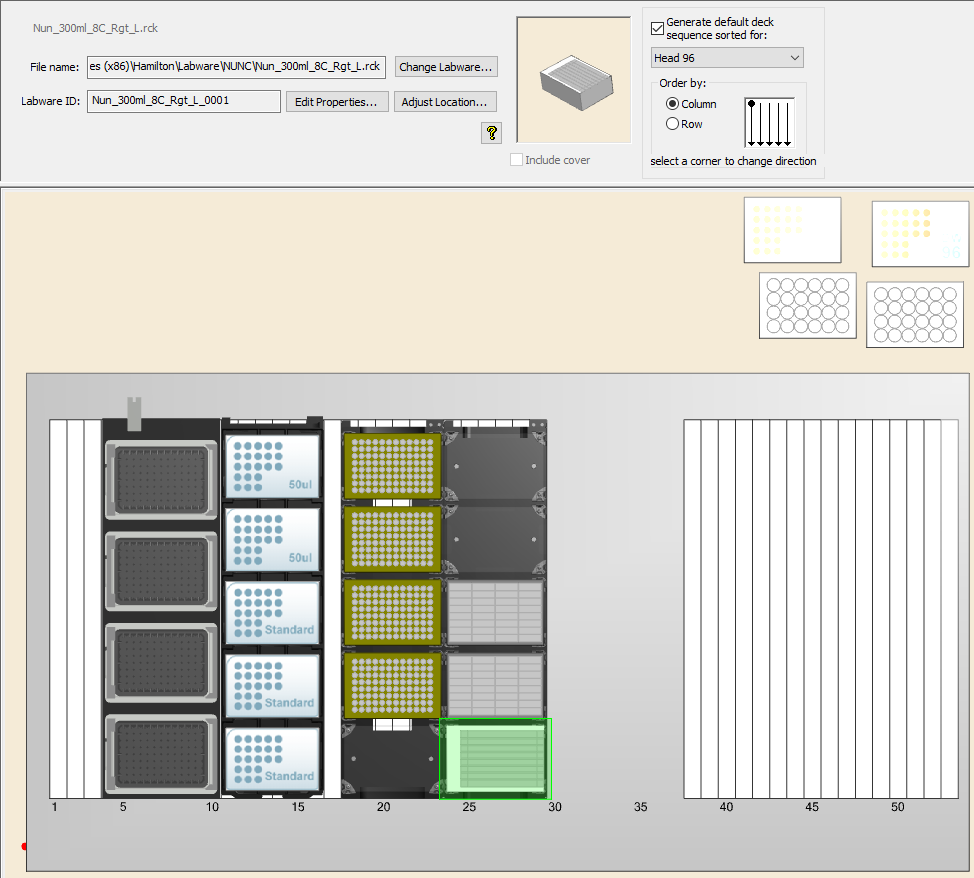 Nun_300ml_8C_Rgt_L.rck
File name: es (x86)\Hamilton\Labware\NUNC\Nun_300ml_8C_Rgt_L.rck Change Labware...
Labware ID: Nun_300ml_8C_Rgt_L_0001 Edit Properties... Adjust Location...
?
Include cover
Generate default deck
sequence sorted for:
Head 96
Order by:
Column
Row
select a corner to change direction
50ul
50ul
Standard
Standard
Standard
1 5 10 15 20 25 30 35 40 45 50